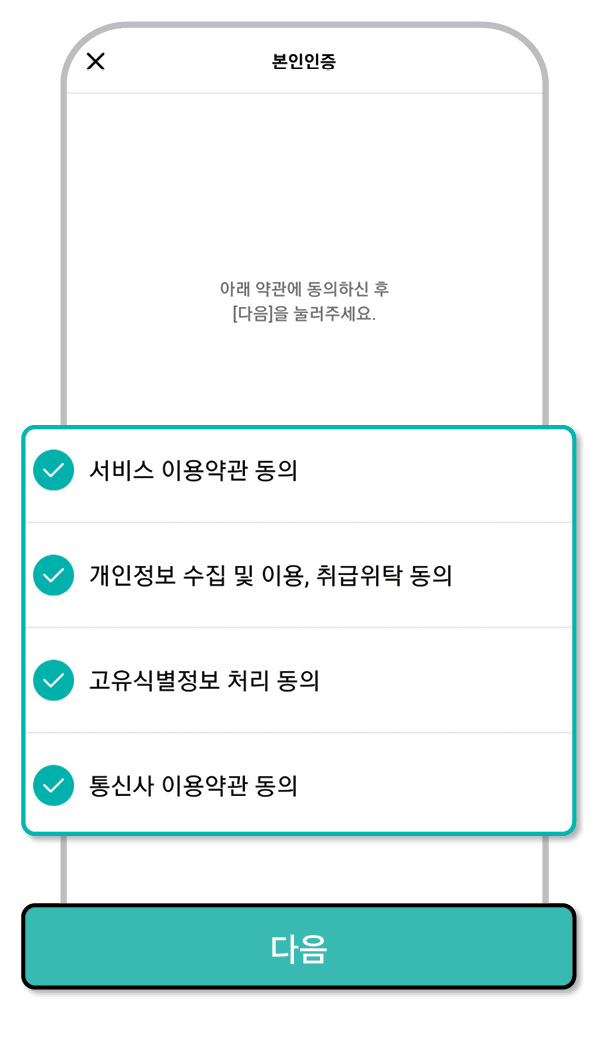 본인인증
아래 약관에 동의하신 후
[다음]을 눌러주세요.
서비스 이용약관 동의
개인정보 수집 및 이용, 취급위탁 동의
고유식별정보 처리 동의
통신사 이용약관 동의
다음